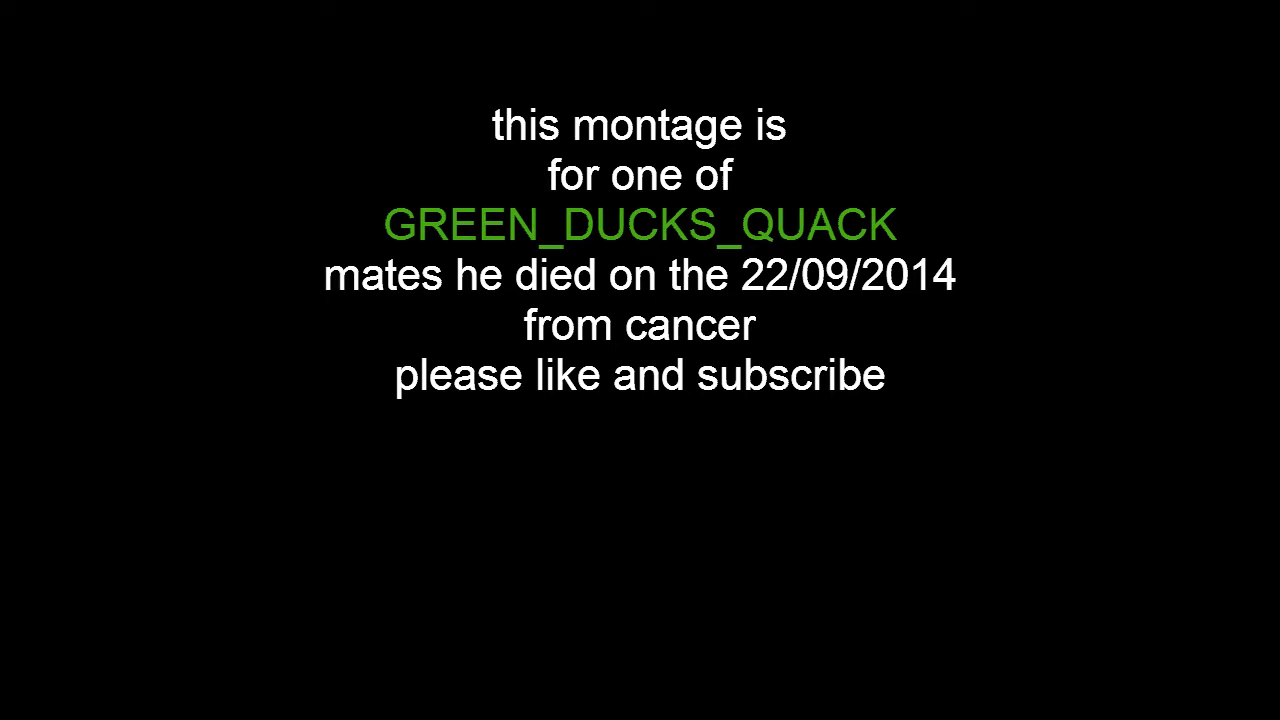 this montage is
for one of
GREEN_DUCKS_QUACK
mates he died on the 22/09/2014
from cancer
please like and subscribe